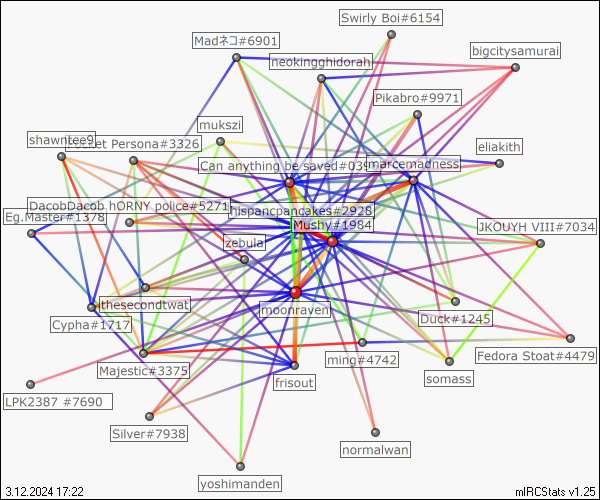 Swirly Boi#6154
Madネコ#6901
bigcitysamurai
neokingghidorah
Pikabro#9971
mukszi
shawntee9
et Persona#3326
eliakith
Can anything be saved#039
marcemadness
DacobDacob hORNY police#5271
hispancpancakes#2928
Eg.Master#1378
Mushy#1984
JKOUYH VIII#7034
zebula
thesecondtwat
moonraven
Cypha#1717
Duck#1245
ming#4742
Fedora Stoat#4479
Majestic#3375
somass
frisout
LPK2387 #7690
Silver#7938
normalwan
yoshimanden
3.12.2024 17:22
mIRCStats v1.25